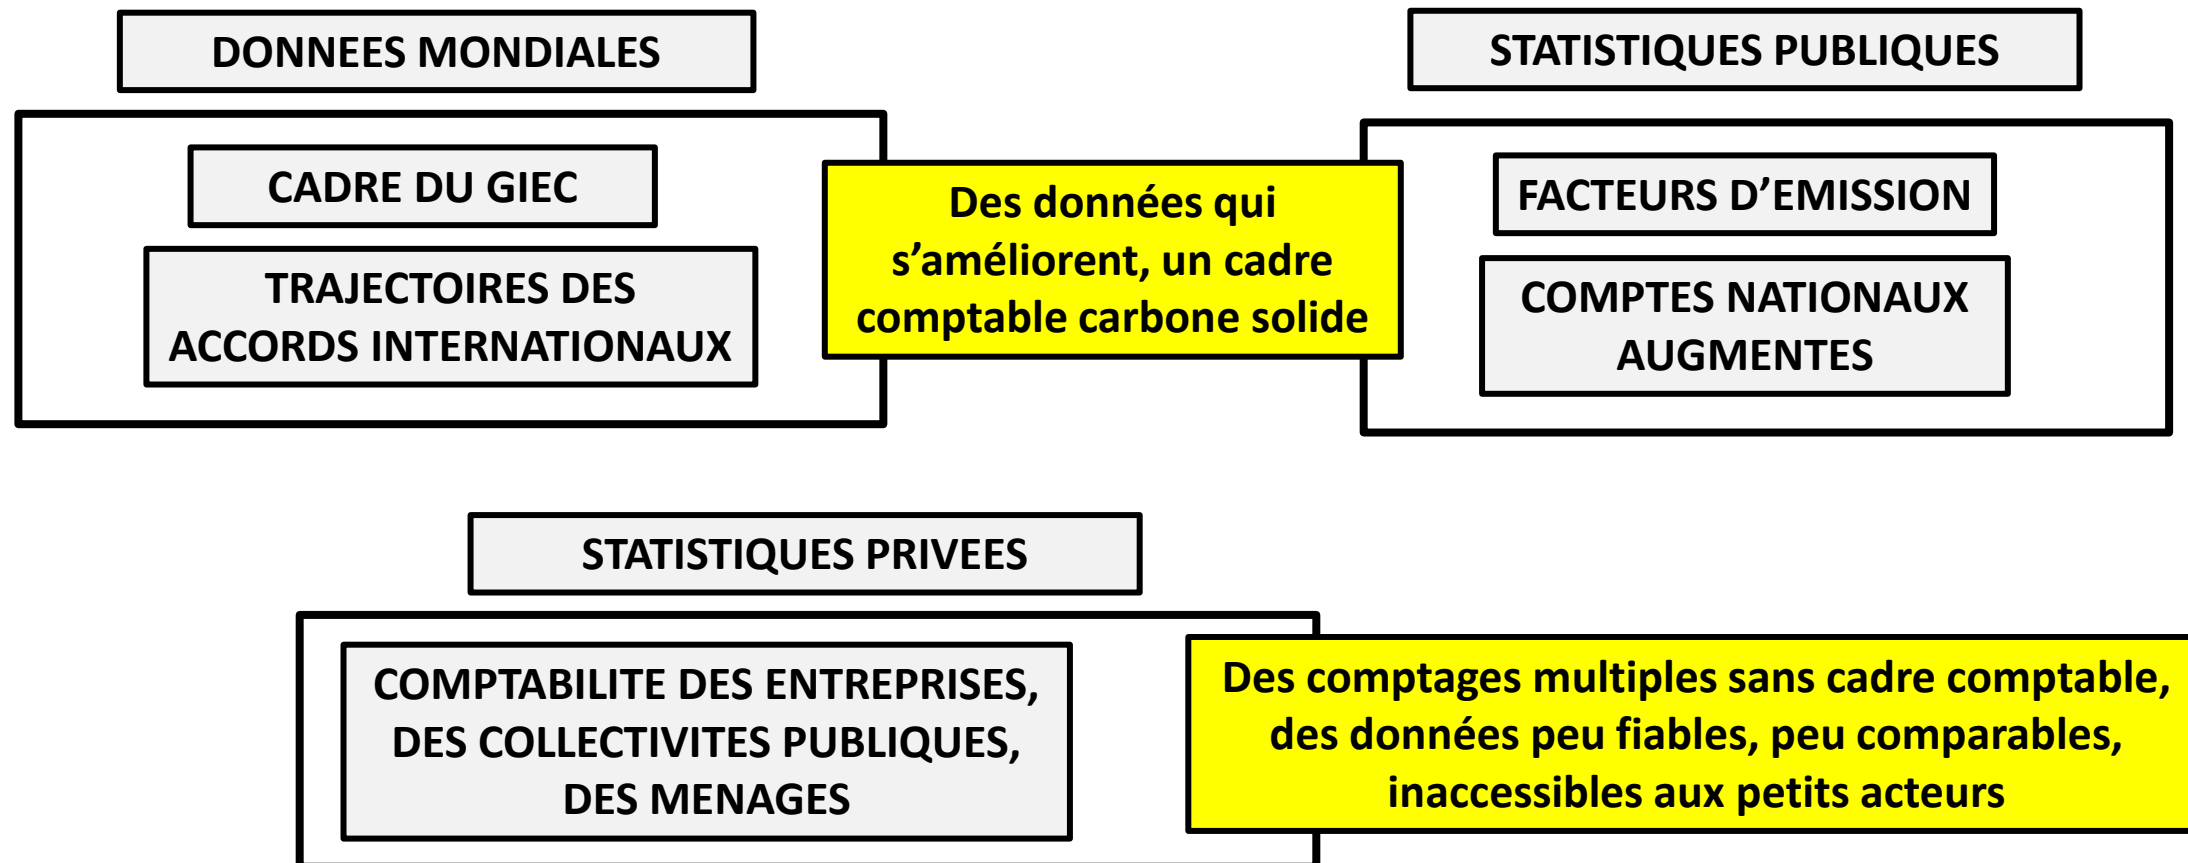 DONNEES MONDIALES
CADRE DU GIEC
TRAJECTOIRES DES
ACCORDS INTERNATIONAUX
Des données qui
s’améliorent, un cadre
comptable carbone solide
STATISTIQUES PUBLIQUES
FACTEURS D’EMISSION
COMPTES NATIONAUX
AUGMENTES
STATISTIQUES PRIVEES
COMPTABILITE DES ENTREPRISES,
DES COLLECTIVITES PUBLIQUES,
DES MENAGES
Des comptages multiples sans cadre comptable,
des données peu fiables, peu comparables,
inaccessibles aux petits acteurs